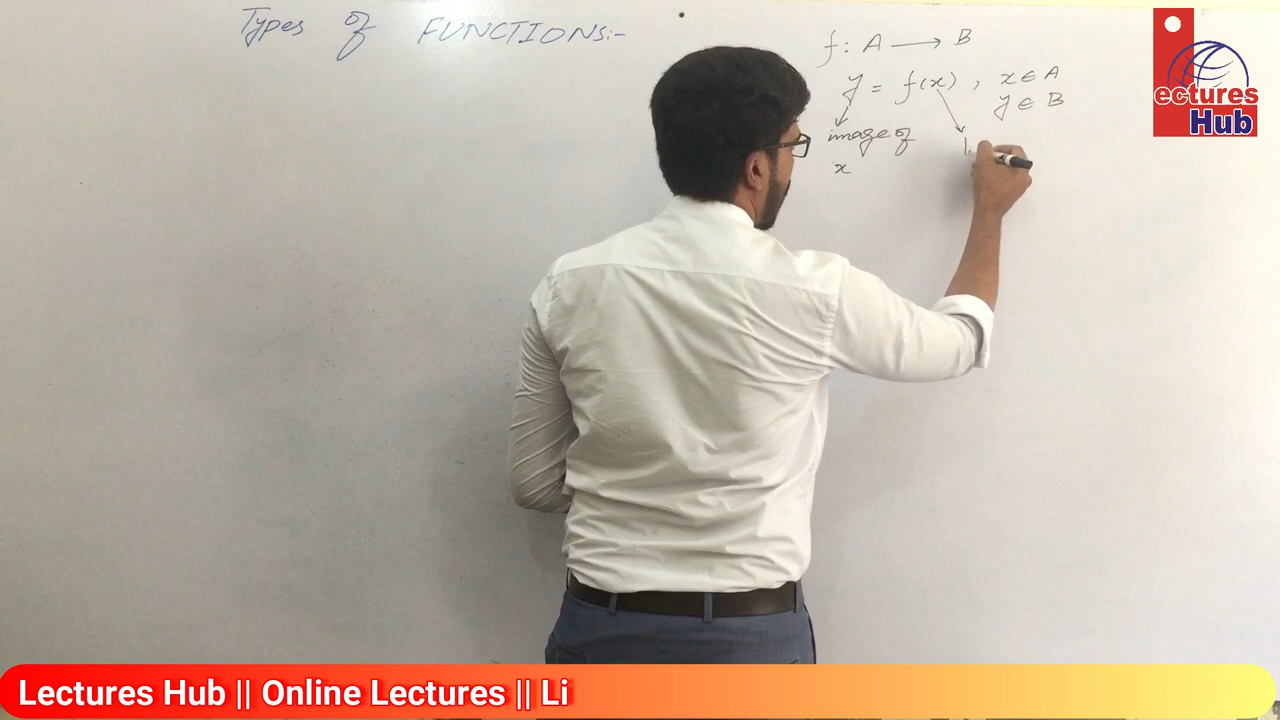 Types of FUNCTIONS:-
f: A → B
y = f(x) , x ∈ A
y ∈ B
image of
x
ectures
Hub
Lectures Hub || Online Lectures || Li